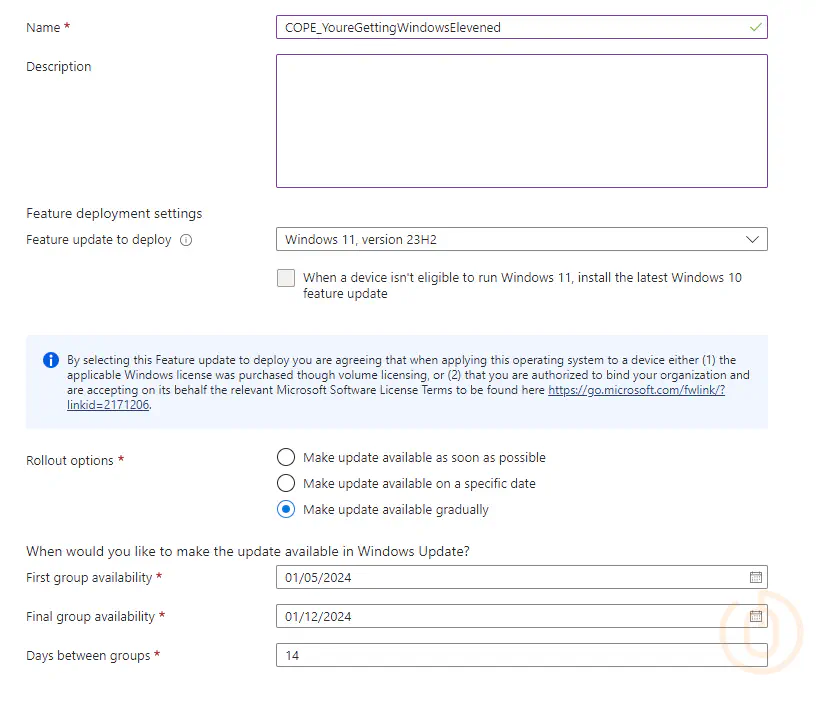 Name *
COPE_YoureGettingWindowsElevened
Description
Feature deployment settings
Feature update to deploy
Windows 11, version 23H2
When a device isn't eligible to run Windows 11, install the latest Windows 10
feature update
By selecting this Feature update to deploy you are agreeing that when applying this operating system to a device either (1) the
applicable Windows license was purchased though volume licensing, or (2) that you are authorized to bind your organization and
are accepting on its behalf the relevant Microsoft Software License Terms to be found here https://go.microsoft.com/fwlink/?
linkid=2171206.
Rollout options *
Make update available as soon as possible
Make update available on a specific date
Make update available gradually
When would you like to make the update available in Windows Update?
First group availability *
01/05/2024
Final group availability *
01/12/2024
Days between groups *
14